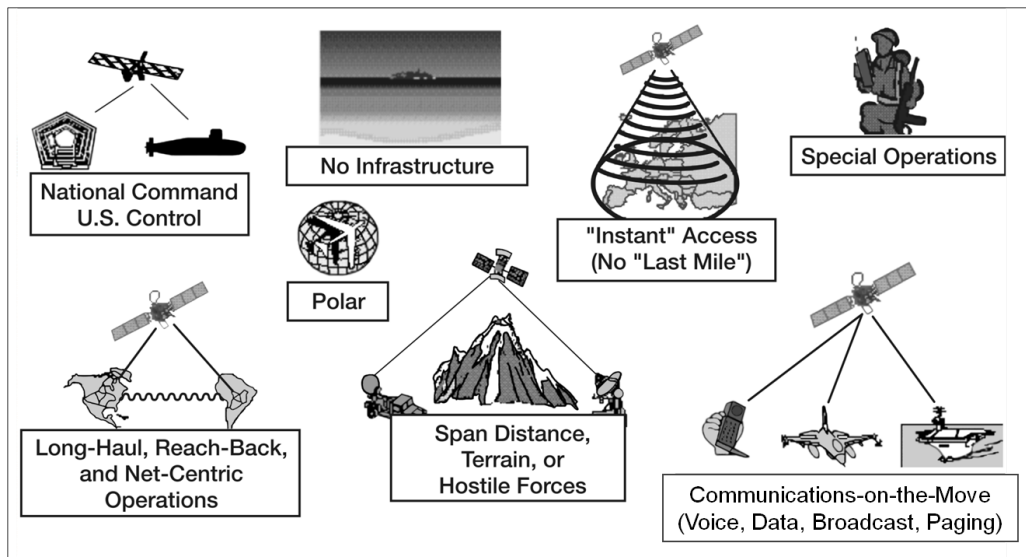 National Command
U.S. Control
No Infrastructure
"Instant" Access
(No "Last Mile")
Special Operations
Polar
Long-Haul, Reach-Back,
and Net-Centric
Operations
Span Distance,
Terrain, or
Hostile Forces
Communications-on-the-Move
(Voice, Data, Broadcast, Paging)